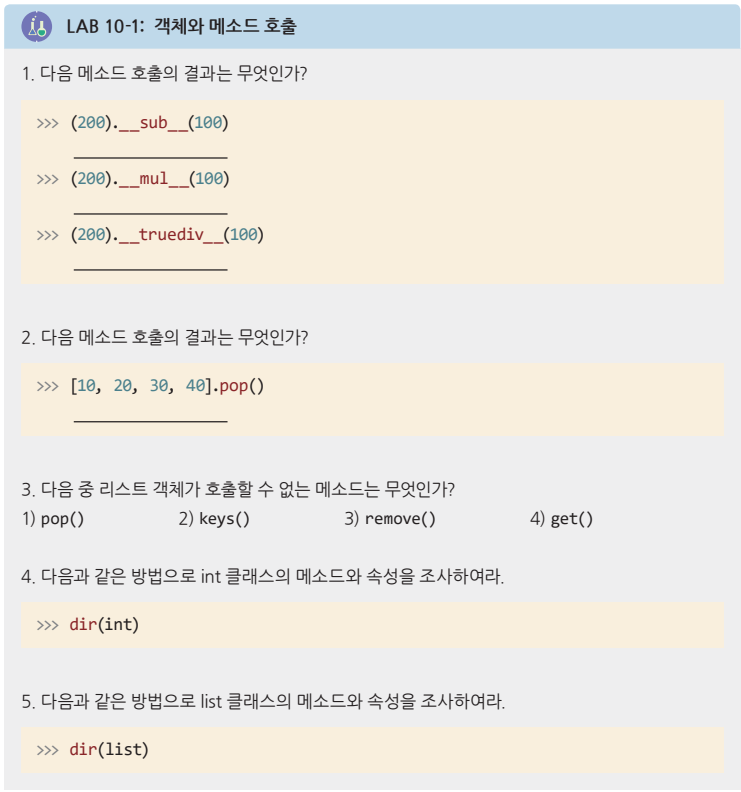 LAB 10-1: 객체와 메소드 호출
1. 다음 메소드 호출의 결과는 무엇인가?
>>> (200).__sub__(100)
>>> (200).__mul__(100)
>>> (200).__truediv__(100)
2. 다음 메소드 호출의 결과는 무엇인가?
>>> [10, 20, 30, 40].pop()
3. 다음 중 리스트 객체가 호출할 수 없는 메소드는 무엇인가?
1) pop() 2) keys() 3) remove() 4) get()
4. 다음과 같은 방법으로 int 클래스의 메소드와 속성을 조사하여라.
>>> dir(int)
5. 다음과 같은 방법으로 list 클래스의 메소드와 속성을 조사하여라.
>>> dir(list)